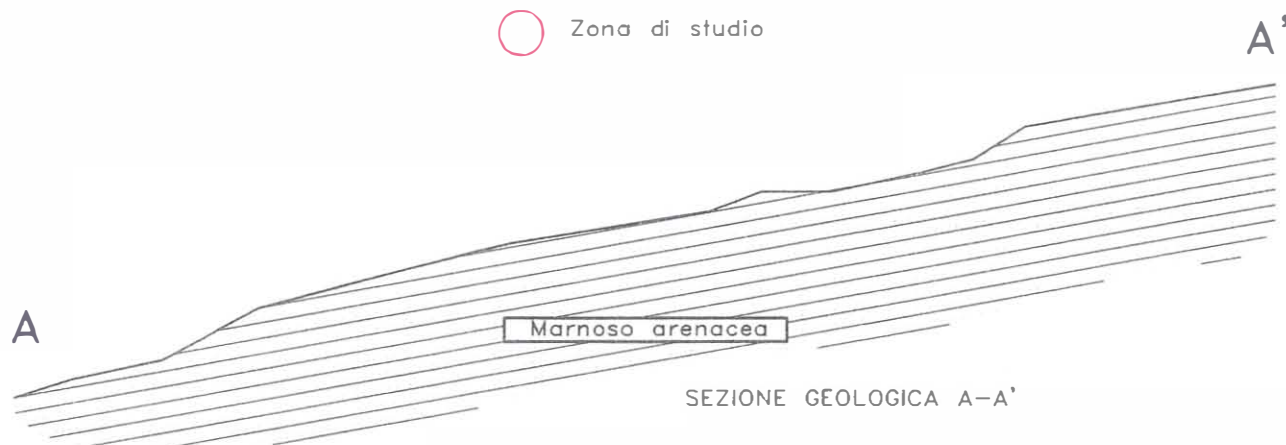 Zona di studio
A'
A
Marnoso arenacea
SEZIONE GEOLOGICA A-A'